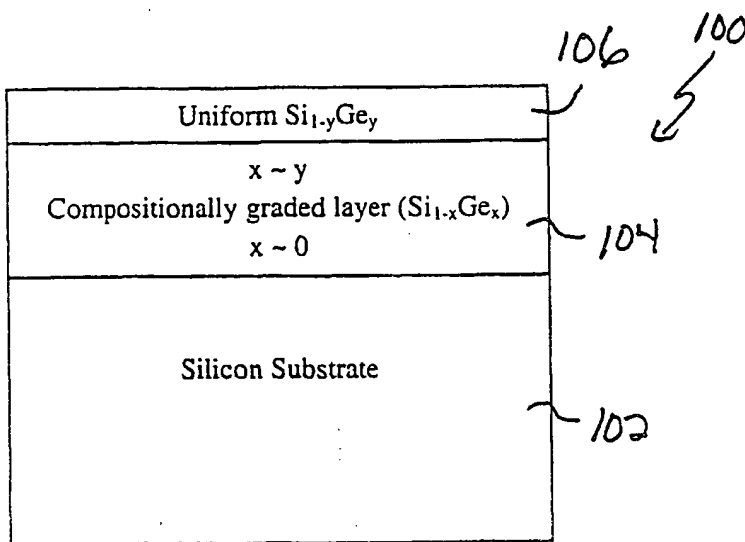 100
106
Uniform Si₁₋yGey
x ~ y
Compositionally graded layer (Si₁₋ₓGeₓ)
104
x ~ 0
Silicon Substrate
102